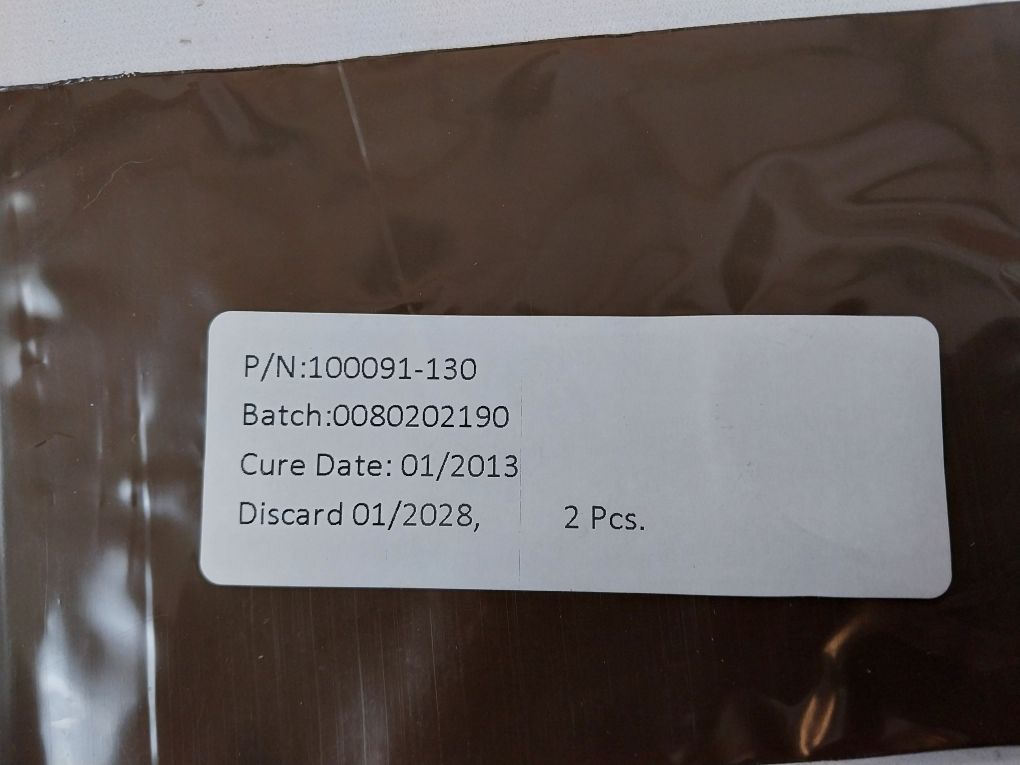 P/N:100091-130
Batch:0080202190
Cure Date: 01/2013
Discard 01/2028, 2 Pcs.